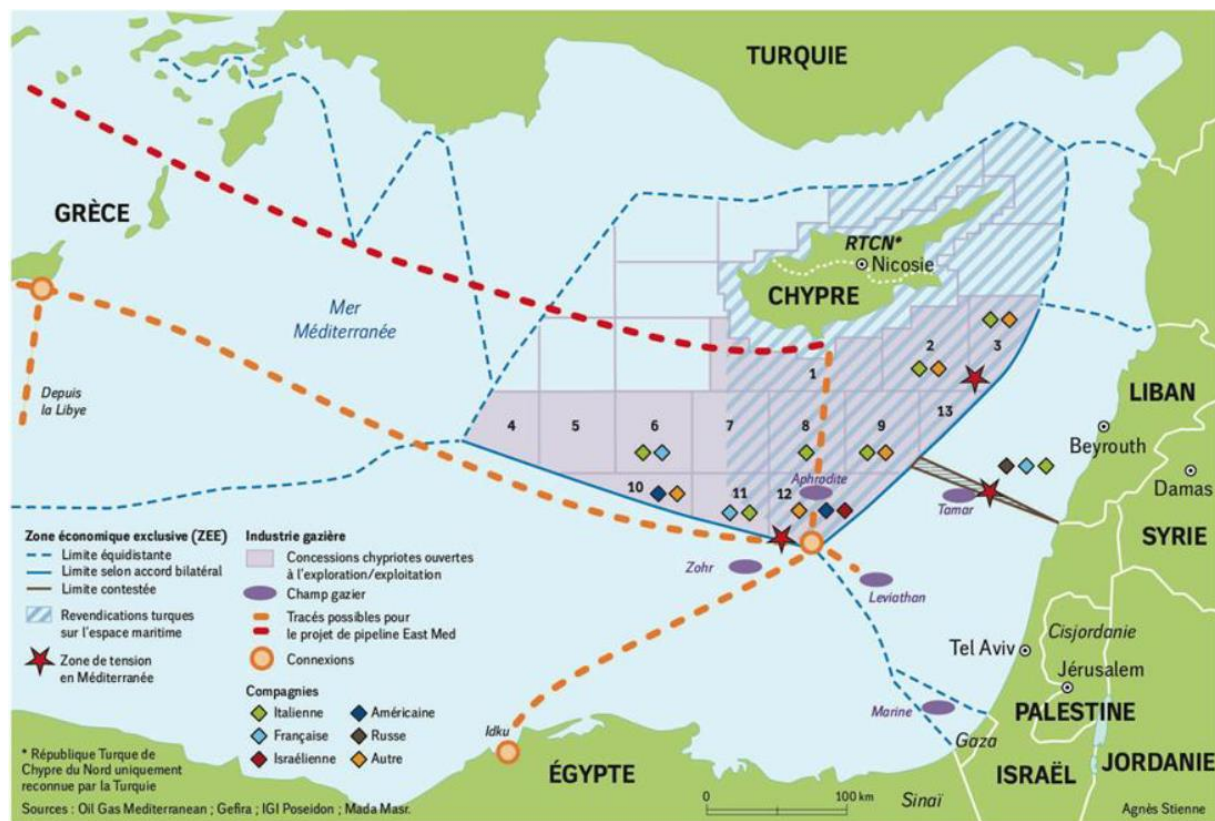 TURQUIE
GRÈCE
RTCN*
Nicosie
CHYPRE
Mer
Méditerranée
Depuis
la Libye
1
2
3
LIBAN
Beyrouth
4
5
6
7
8
9
13
Damas
SYRIE
Aphrodite
Tamar
10
11
12
Zohr
Leviathan
Tel Aviv
Cisjordanie
Jérusalem
PALESTINE
Marine
Gaza
ISRAËL
JORDANIE
Idku
ÉGYPTE
Sinaï
0
100 km
Zone économique exclusive (ZEE)
Limite équidistante
Limite selon accord bilatéral
Limite contestée
Revendications turques
sur l'espace maritime
Zone de tension
en Méditerranée
Industrie gazière
Concessions chypriotes ouvertes
à l'exploration/exploitation
Champ gazier
Tracés possibles pour
le projet de pipeline East Med
Connexions
Compagnies
Italienne
Française
Israélienne
Américaine
Russe
Autre
* République Turque de
Chypre du Nord uniquement
reconnue par la Turquie
Sources : Oil Gas Mediterranean ; Gefira ; IGI Poseidon ; Mada Masr.
Agnès Stienne